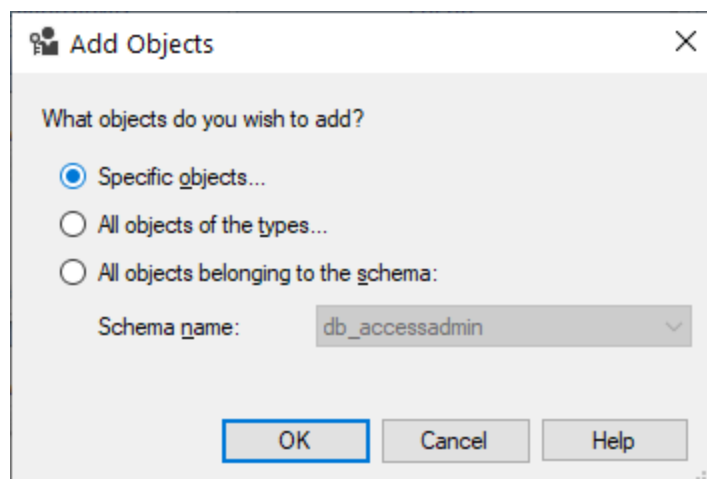 Add Objects
What objects do you wish to add?
Specific objects...
All objects of the types...
All objects belonging to the schema:
Schema name: db_accessadmin
OK Cancel Help